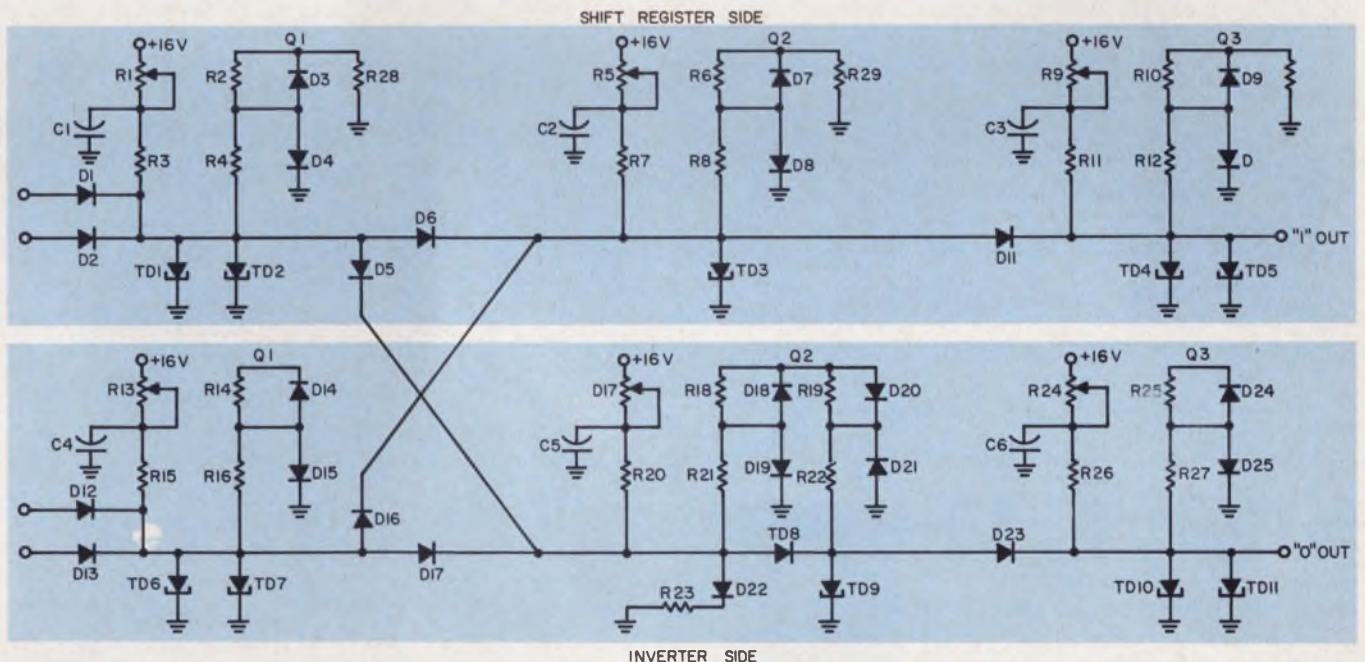 SHIFT REGISTER SIDE
+16V Q1 +16V Q2 +16V Q3
R1 R2 D3 R28 R5 R6 D7 R29 R9 R10 D9
C1 C2 C3
R3 R4 D4 R7 R8 D8 R11 R12 D
D1
D6
D2 "1" OUT
TD1 TD2 D5 TD3 D11 TD4 TD5
+16V Q1 +16V Q2 +16V Q3
R13 R14 D14 D17 R18 D18 R19 D20 R24 R25 D24
C4 C5 C6
R15 R16 D15 R20 R21 D19 R22 D21 R26 R27 D25
D12 D16
TD8 D23
D13 D17 "0" OUT
TD6 TD7 R23 D22 TD9 TD10 TD11
INVERTER SIDE